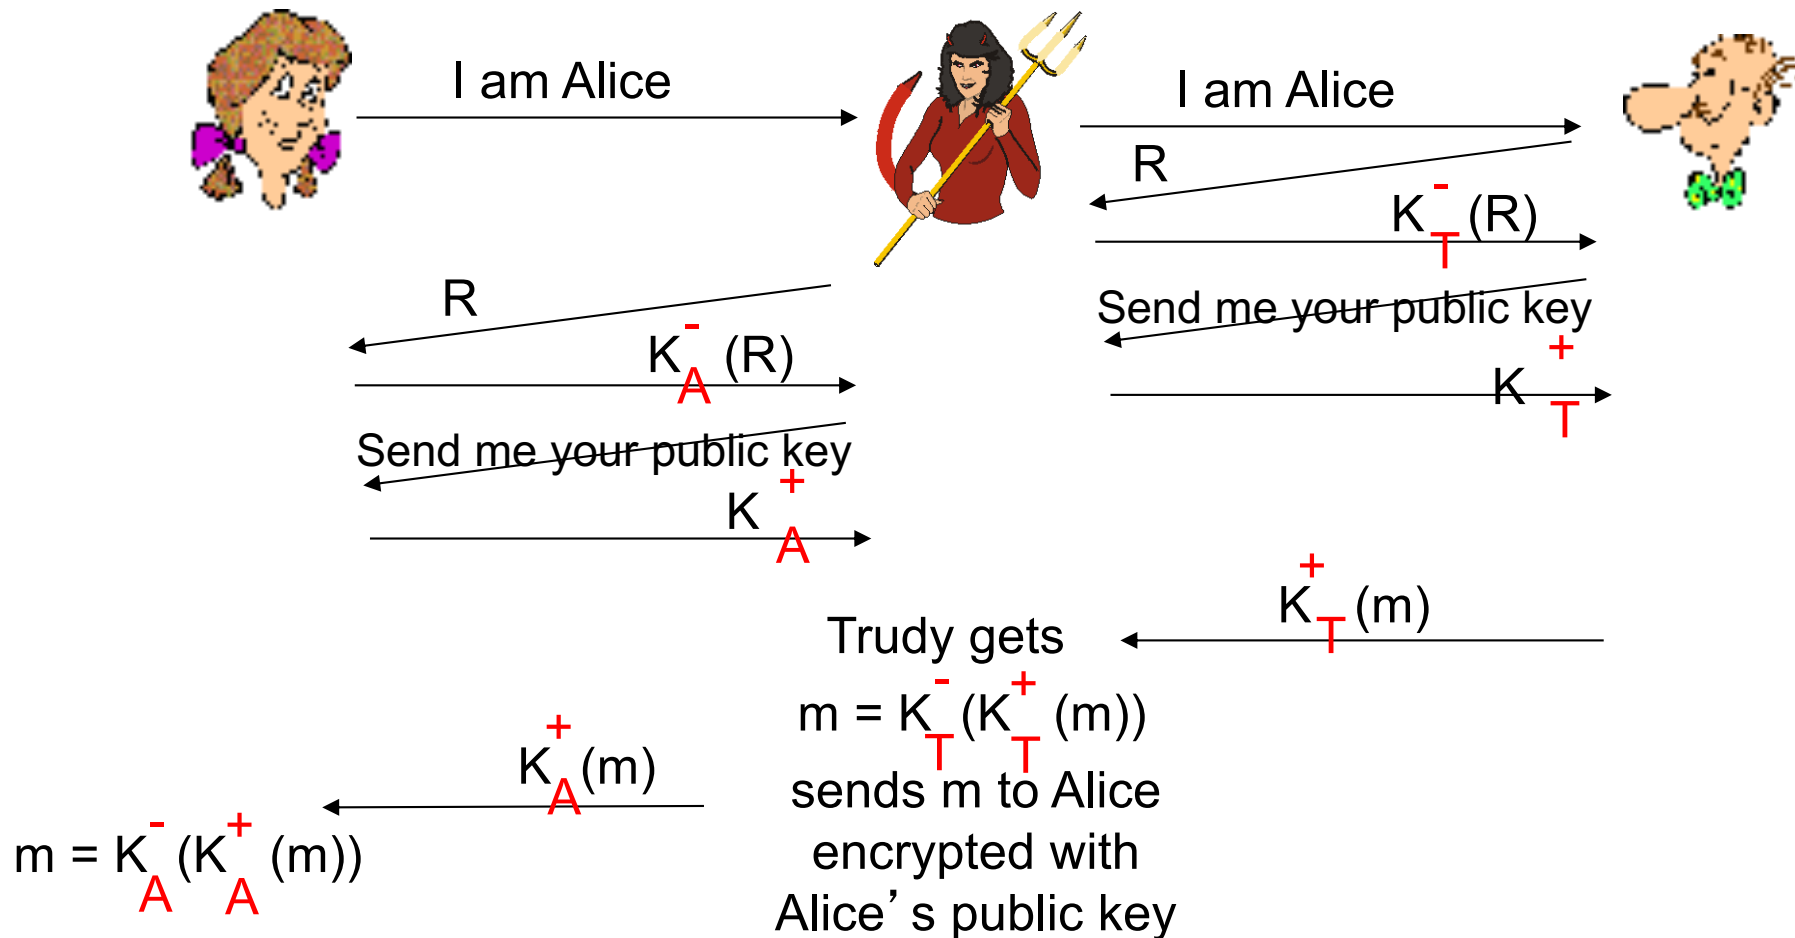 I am Alice
I am Alice
R
K-T (R)
R
Send me your public key
K-A (R)
K+T
Send me your public key
K+A
K+T (m)
Trudy gets
m = K-T (K+T (m))
sends m to Alice
encrypted with
Alice’s public key
K+A (m)
m = K-A (K+A (m))